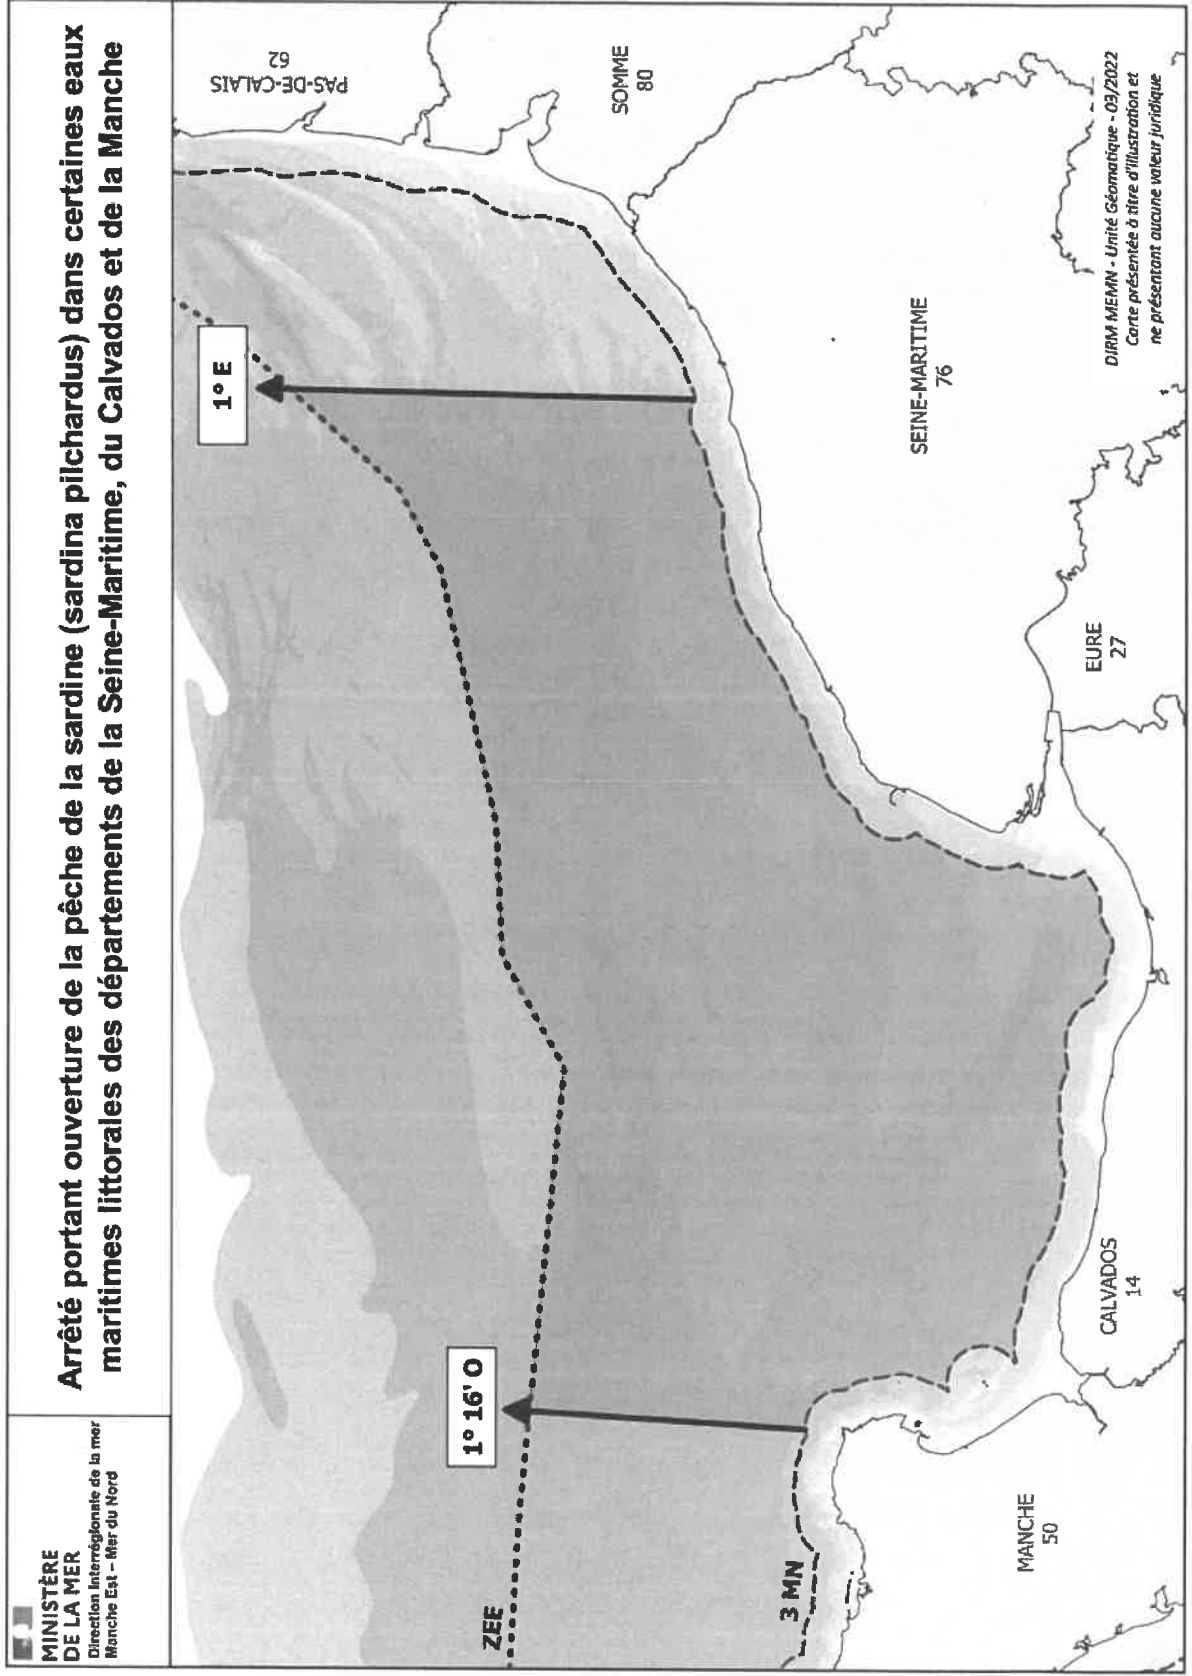 MINISTÈRE
DE LA MER
Direction interrégionale de la mer
Manche Est – Mer du Nord
Arrêté portant ouverture de la pêche de la sardine (sardina pilchardus) dans certaines eaux
maritimes littorales des départements de la Seine-Maritime, du Calvados et de la Manche
PAS-DE-CALAIS
62
1° E
SOMME
80
SEINE-MARITIME
76
EURE
27
1° 16' O
CALVADOS
14
ZEE
3 MN
MANCHE
50
DIRM MEMN - Unité Géomatique - 03/2022
Carte présentée à titre d'illustration et
ne présentant aucune valeur juridique